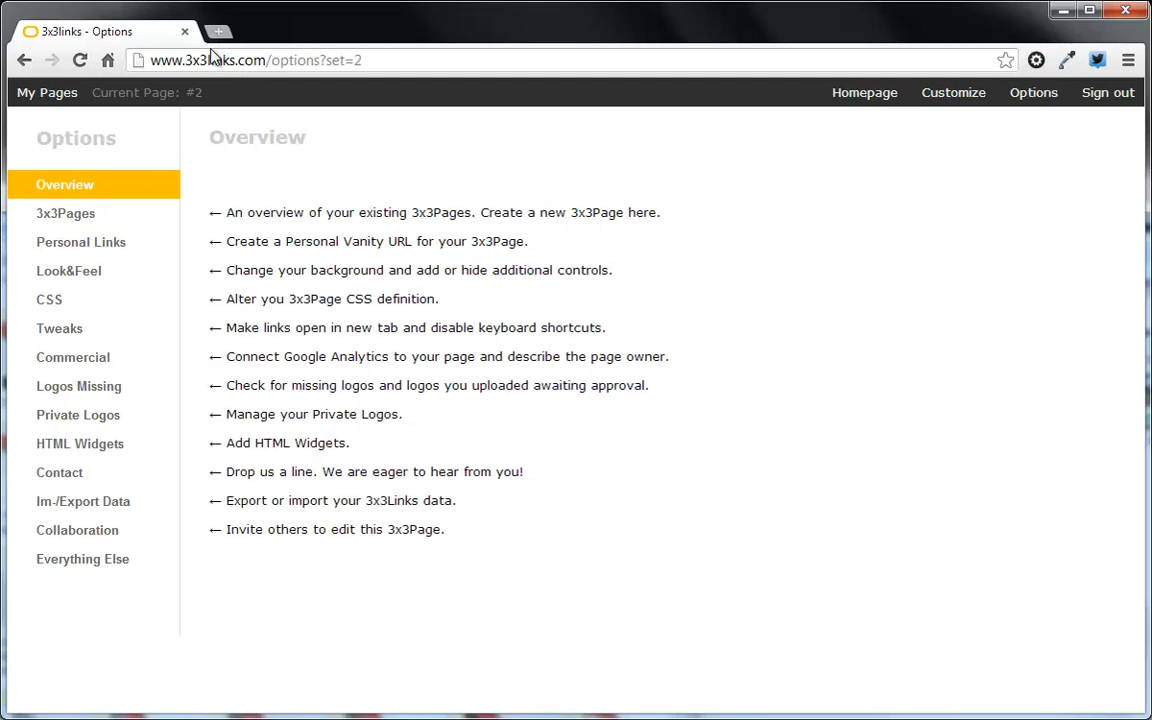 3x3links - Options
www.3x3links.com/options?set=2
My Pages Current Page: #2 Homepage Customize Options Sign out
Options
Overview
3x3Pages
Personal Links
Look&Feel
CSS
Tweaks
Commercial
Logos Missing
Private Logos
HTML Widgets
Contact
Im-/Export Data
Collaboration
Everything Else
Overview
← An overview of your existing 3x3Pages. Create a new 3x3Page here.
← Create a Personal Vanity URL for your 3x3Page.
← Change your background and add or hide additional controls.
← Alter you 3x3Page CSS definition.
← Make links open in new tab and disable keyboard shortcuts.
← Connect Google Analytics to your page and describe the page owner.
← Check for missing logos and logos you uploaded awaiting approval.
← Manage your Private Logos.
← Add HTML Widgets.
← Drop us a line. We are eager to hear from you!
← Export or import your 3x3Links data.
← Invite others to edit this 3x3Page.